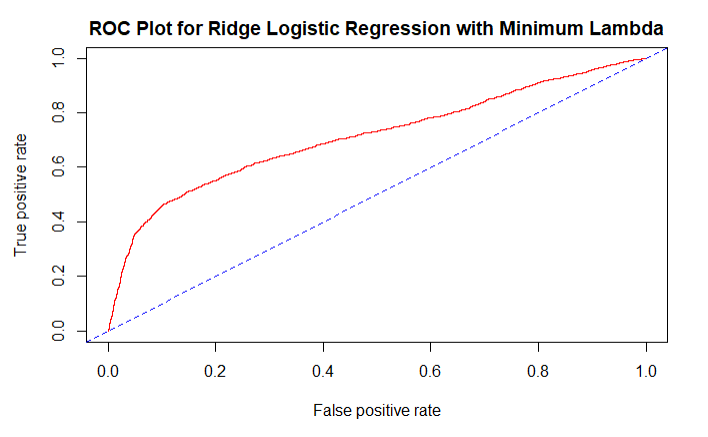 ROC Plot for Ridge Logistic Regression with Minimum Lambda
True positive rate
1.0
0.8
0.6
0.4
0.2
0.0
0.0 0.2 0.4 0.6 0.8 1.0
False positive rate